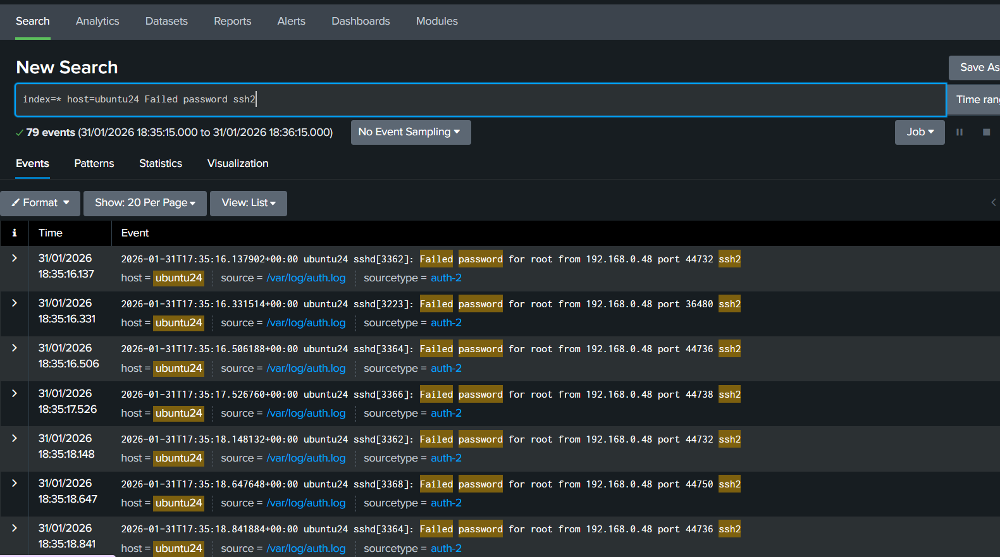 Search Analytics Datasets Reports Alerts Dashboards Modules
New Search
Save As
index=* host=ubuntu24 Failed password ssh2
Time ran
79 events (31/01/2026 18:35:15.000 to 31/01/2026 18:36:15.000)
No Event Sampling
Job
Events Patterns Statistics Visualization
Format
Show: 20 Per Page
View: List
i Time Event
31/01/2026 18:35:16.137
2026-01-31T17:35:16.137902+00:00 ubuntu24 sshd[3362]: Failed password for root from 192.168.0.48 port 44732 ssh2
host = ubuntu24 source = /var/log/auth.log sourcetype = auth-2
31/01/2026 18:35:16.331
2026-01-31T17:35:16.331514+00:00 ubuntu24 sshd[3223]: Failed password for root from 192.168.0.48 port 36480 ssh2
host = ubuntu24 source = /var/log/auth.log sourcetype = auth-2
31/01/2026 18:35:16.506
2026-01-31T17:35:16.506188+00:00 ubuntu24 sshd[3364]: Failed password for root from 192.168.0.48 port 44736 ssh2
host = ubuntu24 source = /var/log/auth.log sourcetype = auth-2
31/01/2026 18:35:17.526
2026-01-31T17:35:17.526760+00:00 ubuntu24 sshd[3366]: Failed password for root from 192.168.0.48 port 44738 ssh2
host = ubuntu24 source = /var/log/auth.log sourcetype = auth-2
31/01/2026 18:35:18.148
2026-01-31T17:35:18.148132+00:00 ubuntu24 sshd[3362]: Failed password for root from 192.168.0.48 port 44732 ssh2
host = ubuntu24 source = /var/log/auth.log sourcetype = auth-2
31/01/2026 18:35:18.647
2026-01-31T17:35:18.647648+00:00 ubuntu24 sshd[3368]: Failed password for root from 192.168.0.48 port 44750 ssh2
host = ubuntu24 source = /var/log/auth.log sourcetype = auth-2
31/01/2026 18:35:18.841
2026-01-31T17:35:18.841884+00:00 ubuntu24 sshd[3364]: Failed password for root from 192.168.0.48 port 44736 ssh2
host = ubuntu24 source = /var/log/auth.log sourcetype = auth-2